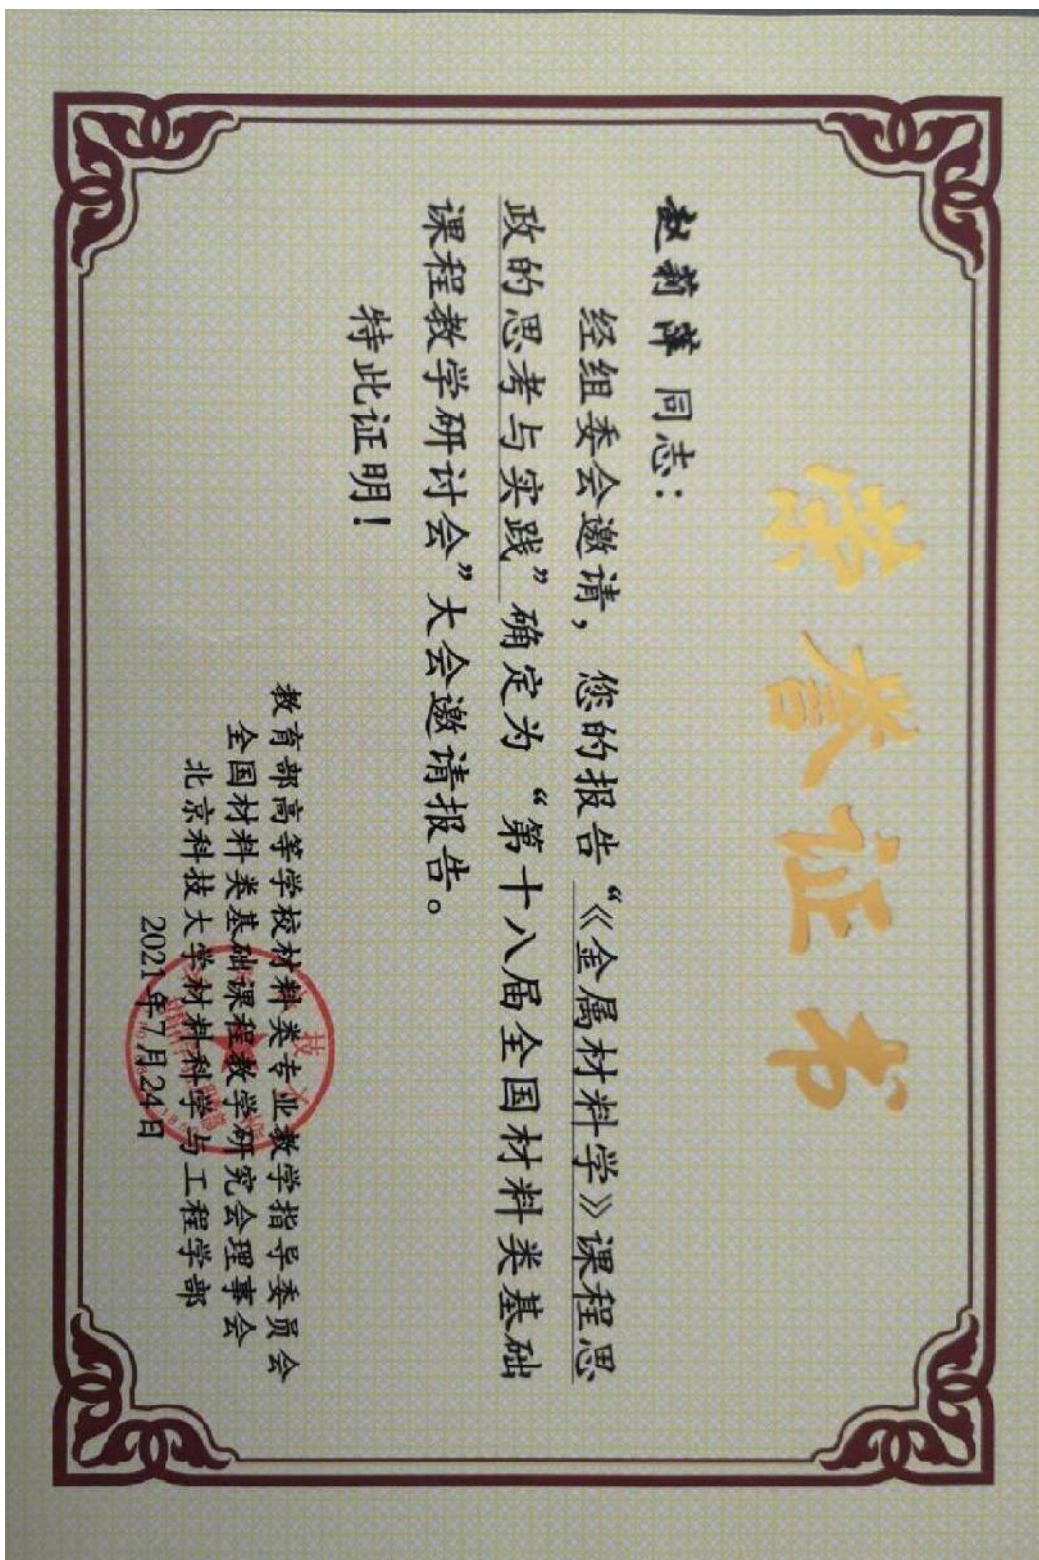 荣誉证书
赵莉萍 同志:
经组委会邀请,您的报告“《金属材料学》课程思
政的思考与实践”确定为“第十八届全国材料类基础
课程教学研讨会”大会邀请报告。
特此证明!
教育部高等学校材料类专业教学指导委员会
全国材料类基础课程教学研究会理事会
北京科技大学材料科学与工程学部
2021年7月24日